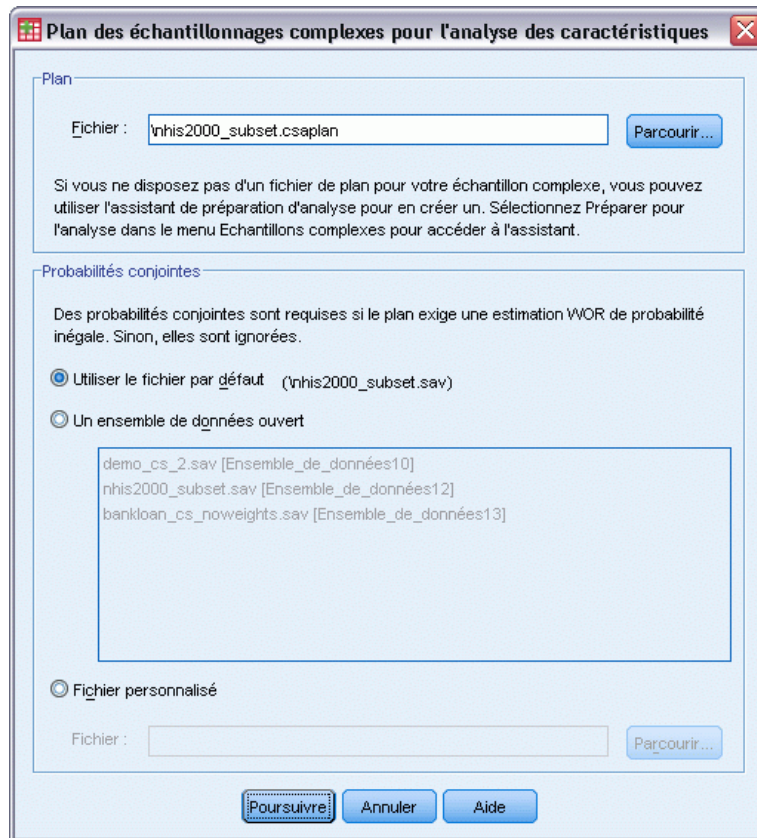 Plan des échantillonnages complexes pour l'analyse des caractéristiques
Plan
Fichier : \nhis2000_subset.csaplan Parcourir...
Si vous ne disposez pas d'un fichier de plan pour votre échantillon complexe, vous pouvez
utiliser l'assistant de préparation d'analyse pour en créer un. Sélectionnez Préparer pour
l'analyse dans le menu Echantillons complexes pour accéder à l'assistant.
Probabilités conjointes
Des probabilités conjointes sont requises si le plan exige une estimation WOR de probabilité
inégale. Sinon, elles sont ignorées.
Utiliser le fichier par défaut (\nhis2000_subset.sav)
Un ensemble de données ouvert
demo_cs_2.sav [Ensemble_de_données10]
nhis2000_subset.sav [Ensemble_de_données12]
bankloan_cs_noweights.sav [Ensemble_de_données13]
Fichier personnalisé
Fichier : Parcourir...
Poursuivre Annuler Aide